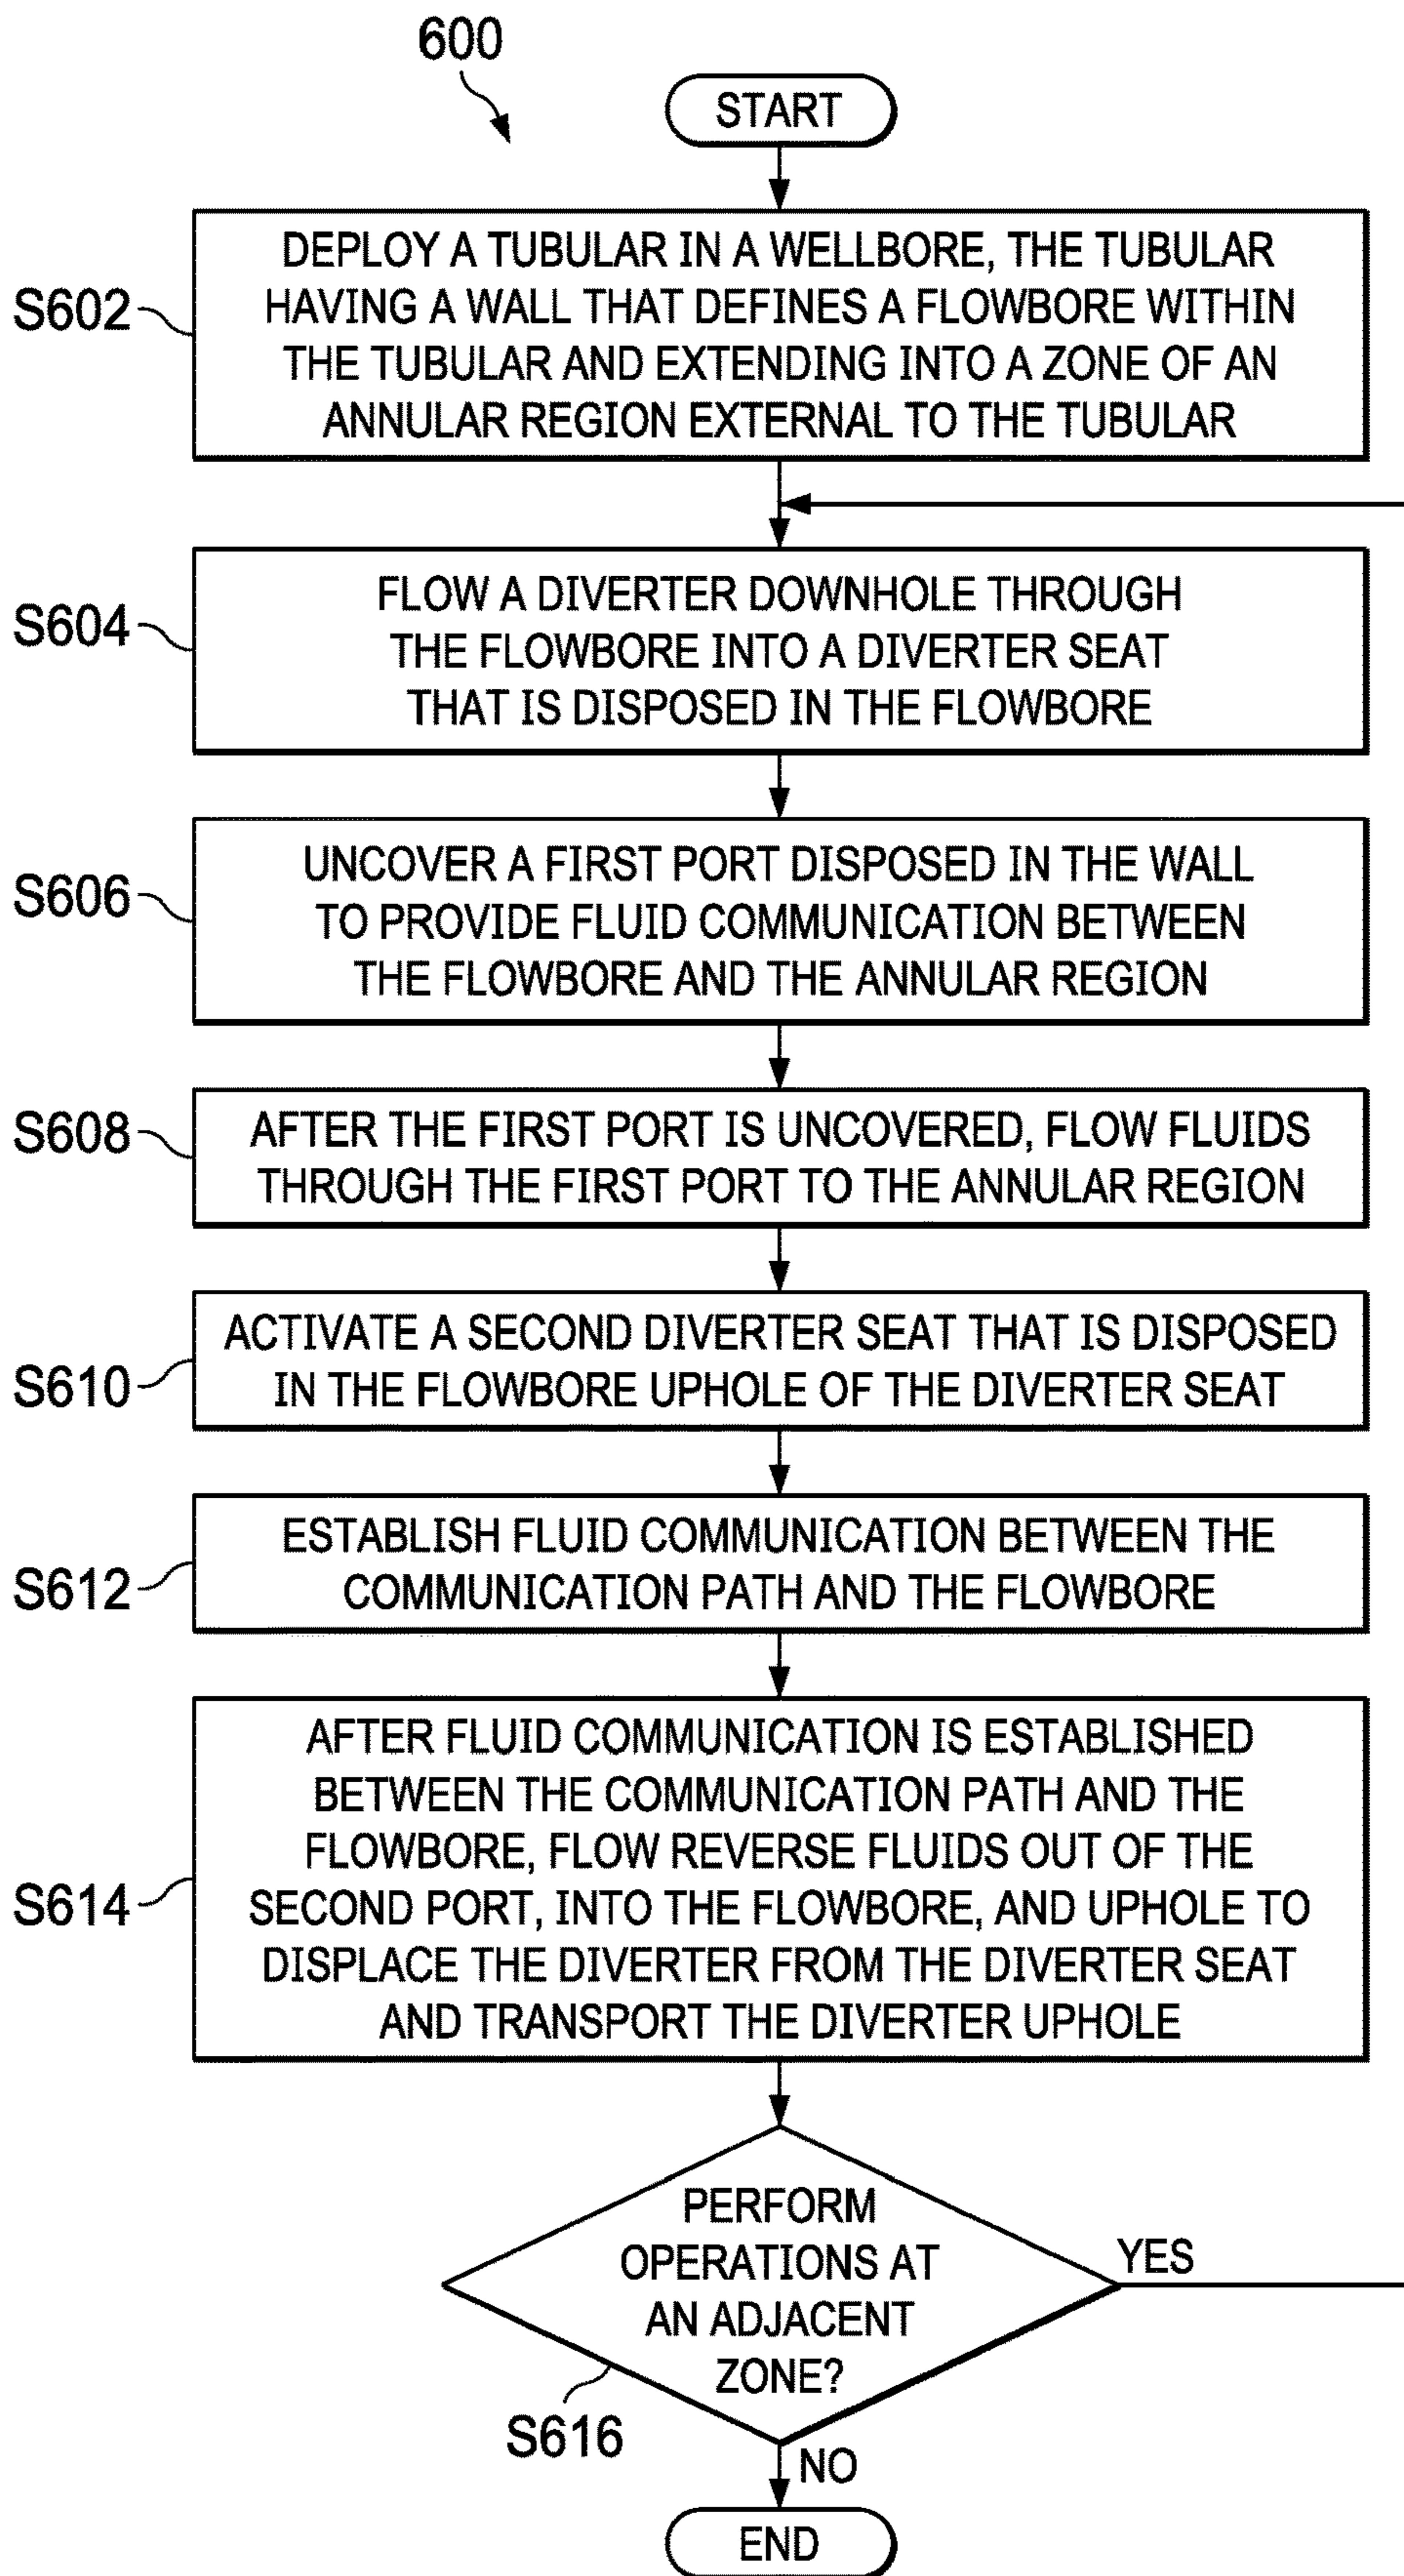 600
START
S602
DEPLOY A TUBULAR IN A WELLBORE, THE TUBULAR
HAVING A WALL THAT DEFINES A FLOWBORE WITHIN
THE TUBULAR AND EXTENDING INTO A ZONE OF AN
ANNULAR REGION EXTERNAL TO THE TUBULAR
S604
FLOW A DIVERTER DOWNHOLE THROUGH
THE FLOWBORE INTO A DIVERTER SEAT
THAT IS DISPOSED IN THE FLOWBORE
S606
UNCOVER A FIRST PORT DISPOSED IN THE WALL
TO PROVIDE FLUID COMMUNICATION BETWEEN
THE FLOWBORE AND THE ANNULAR REGION
S608
AFTER THE FIRST PORT IS UNCOVERED, FLOW FLUIDS
THROUGH THE FIRST PORT TO THE ANNULAR REGION
S610
ACTIVATE A SECOND DIVERTER SEAT THAT IS DISPOSED
IN THE FLOWBORE UPHOLE OF THE DIVERTER SEAT
S612
ESTABLISH FLUID COMMUNICATION BETWEEN THE
COMMUNICATION PATH AND THE FLOWBORE
S614
AFTER FLUID COMMUNICATION IS ESTABLISHED
BETWEEN THE COMMUNICATION PATH AND THE
FLOWBORE, FLOW REVERSE FLUIDS OUT OF THE
SECOND PORT, INTO THE FLOWBORE, AND UPHOLE TO
DISPLACE THE DIVERTER FROM THE DIVERTER SEAT
AND TRANSPORT THE DIVERTER UPHOLE
PERFORM
OPERATIONS AT
AN ADJACENT
ZONE?
YES
S616
NO
END